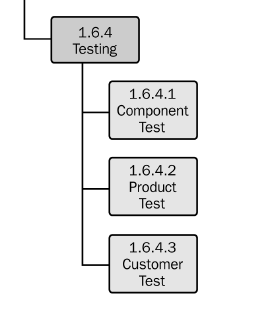 1.6.4
Testing
1.6.4.1
Component
Test
1.6.4.2
Product
Test
1.6.4.3
Customer
Test